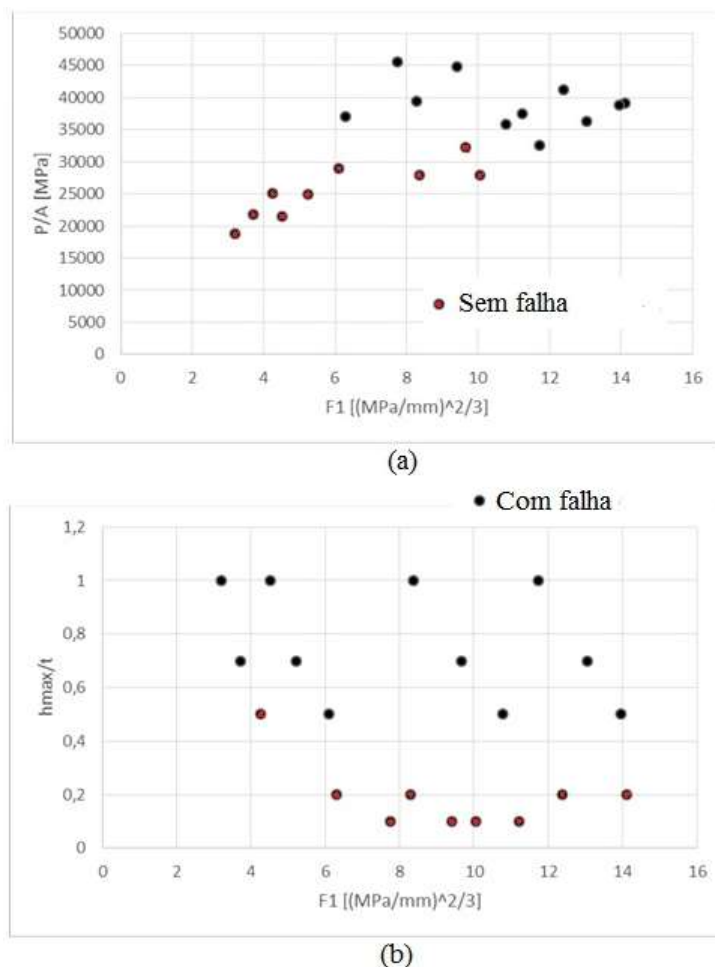 50000
45000
40000
35000
30000
25000
20000
15000
10000
5000
0
P/A [MPa]
Sem falha
0 2 4 6 8 10 12 14 16
F1 [(MPa/mm)^2/3]
(a)
Com falha
1,2
1
0,8
0,6
0,4
0,2
0
hmax/t
0 2 4 6 8 10 12 14 16
F1 [(MPa/mm)^2/3]
(b)